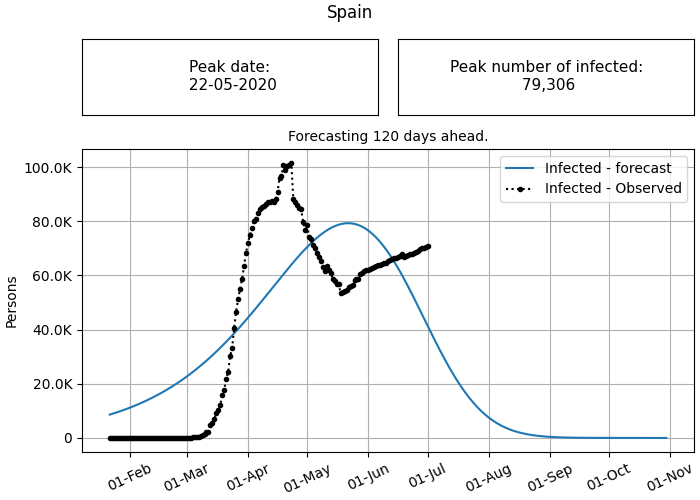 Spain
Peak date:
22-05-2020
Peak number of infected:
79,306
Forecasting 120 days ahead.
Infected - forecast
Infected - Observed
Persons
100.0K
80.0K
60.0K
40.0K
20.0K
0
01-Feb
01-Mar
01-Apr
01-May
01-Jun
01-Jul
01-Aug
01-Sep
01-Oct
01-Nov